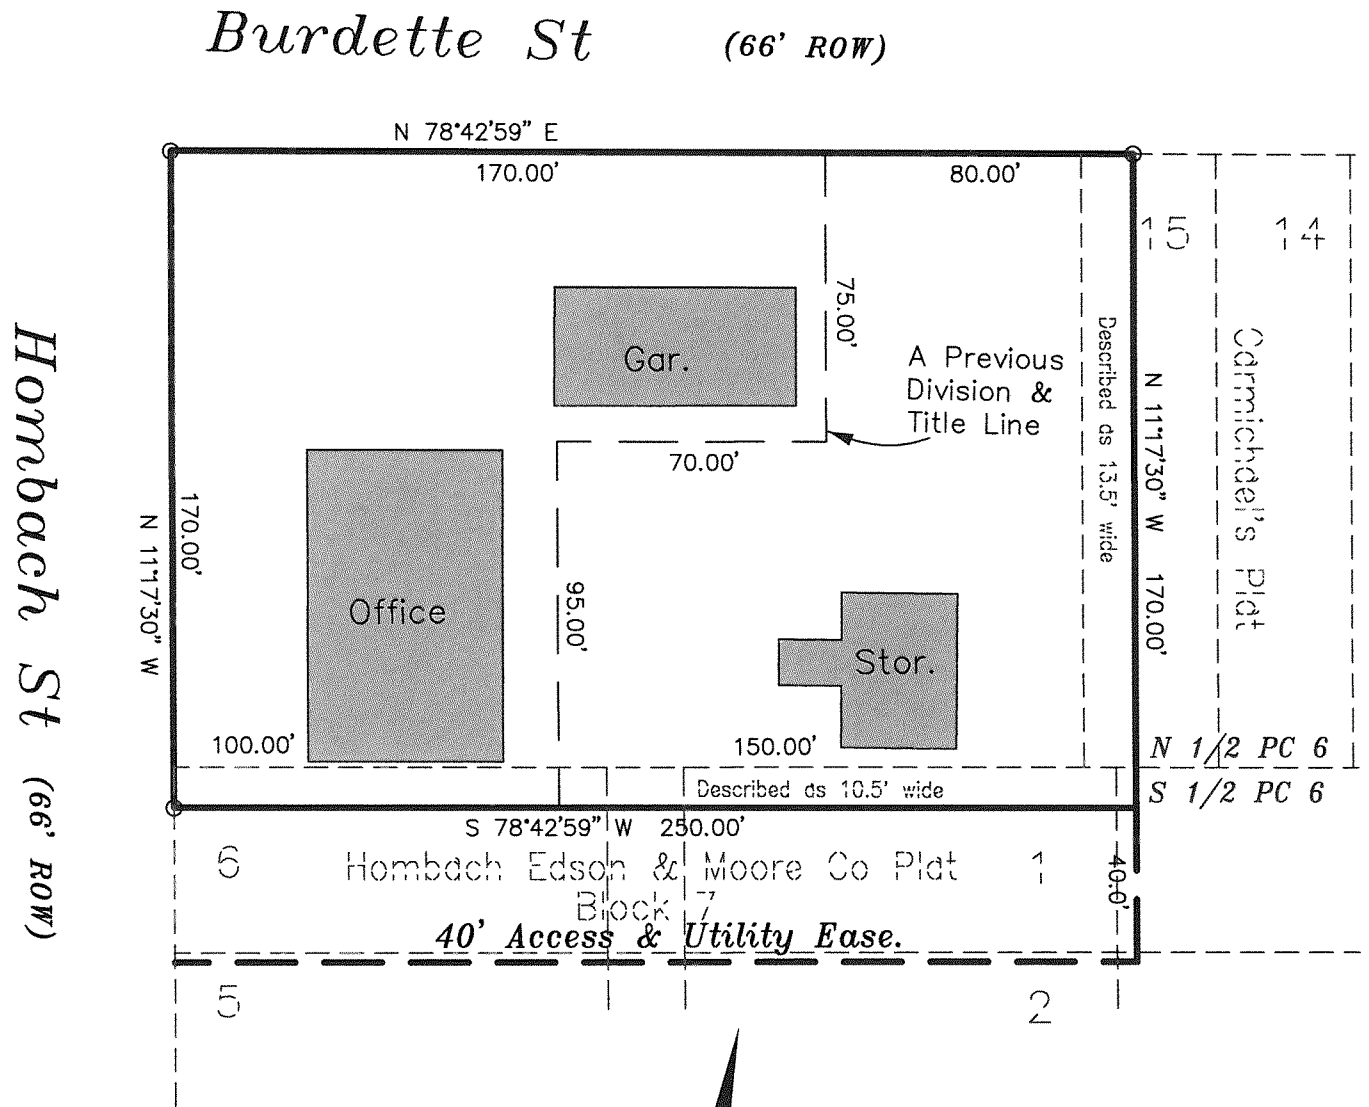 Burdette St (66' ROW)
N 78°42'59" E
170.00'
80.00'
15
14
75.00'
Gar.
A Previous
Division &
Title Line
Described as 13.5' wide
N 11°17'30" W 170.00'
Carmichael's Plat
Hombach St (66' ROW)
N 11°17'30" W
170.00'
70.00'
Office
95.00'
Stor.
100.00'
150.00'
N 1/2 PC 6
Described as 10.5' wide
S 1/2 PC 6
S 78°42'59" W 250.00'
6
Hombach Edson & Moore Co Plat
1
40.0'
Block 7
40' Access & Utility Ease.
5
2